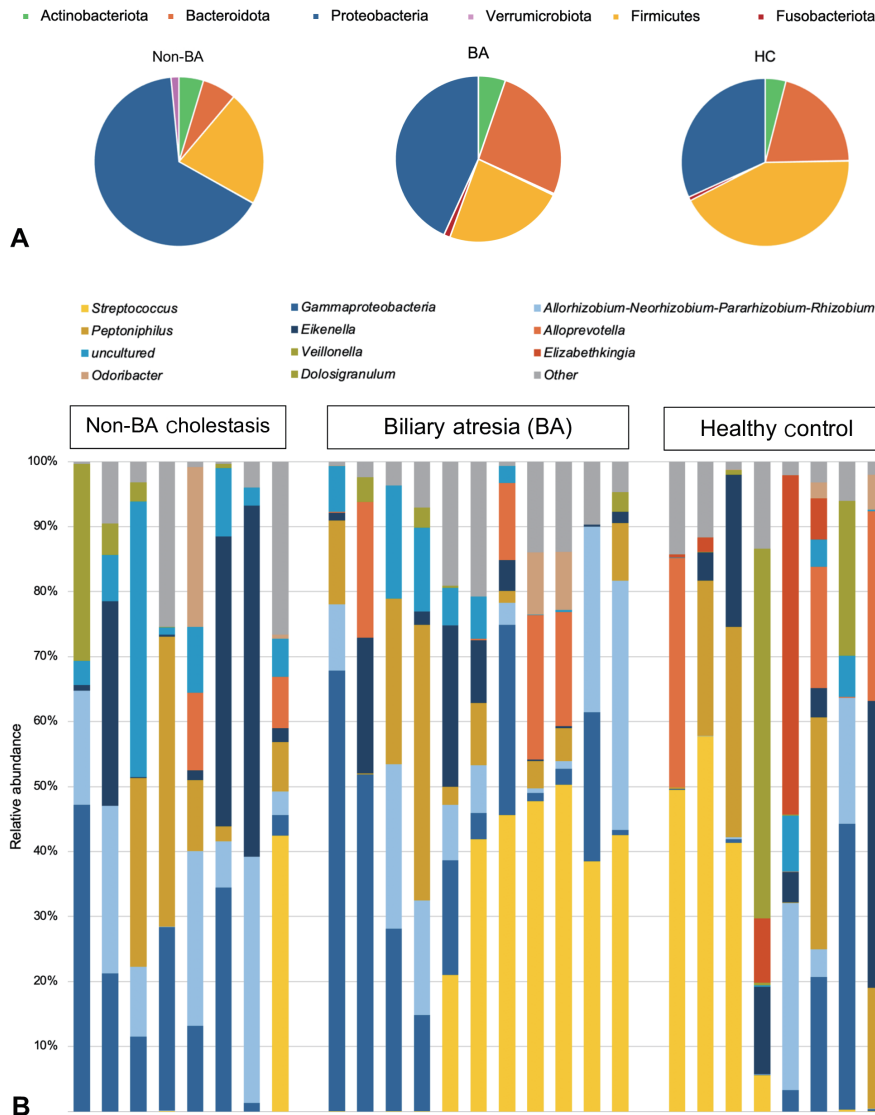 Actinobacteriota Bacteroidota Proteobacteria Verrumicrobiota Firmicutes Fusobacteriota
Non-BA BA HC
A
Streptococcus Gammaproteobacteria Allorhizobium-Neorhizobium-Pararhizobium-Rhizobium
Peptoniphilus Eikenella Alloprevotella
uncultured Veillonella Elizabethkingia
Odoribacter Dolosigranulum Other
Non-BA cholestasis Biliary atresia (BA) Healthy control
100%
90%
80%
70%
60%
50%
40%
30%
20%
10%
Relative abundance
B